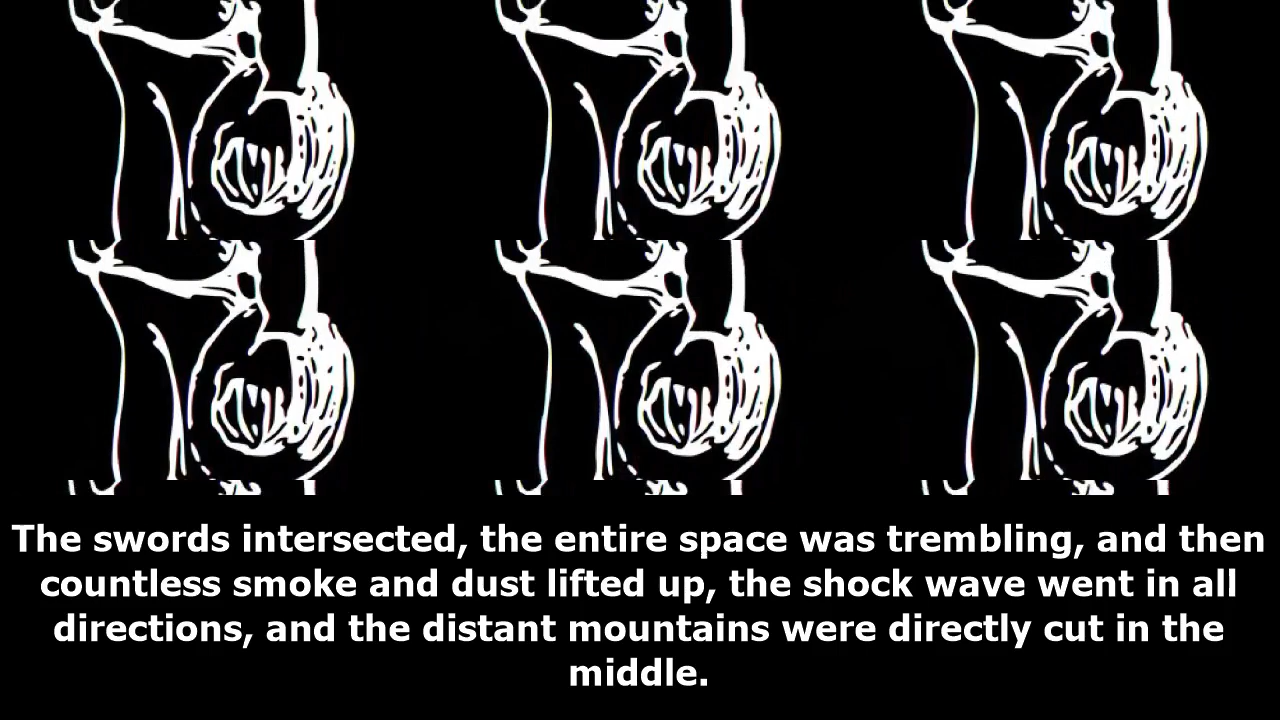 The swords intersected, the entire space was trembling, and then
countless smoke and dust lifted up, the shock wave went in all
directions, and the distant mountains were directly cut in the
middle.